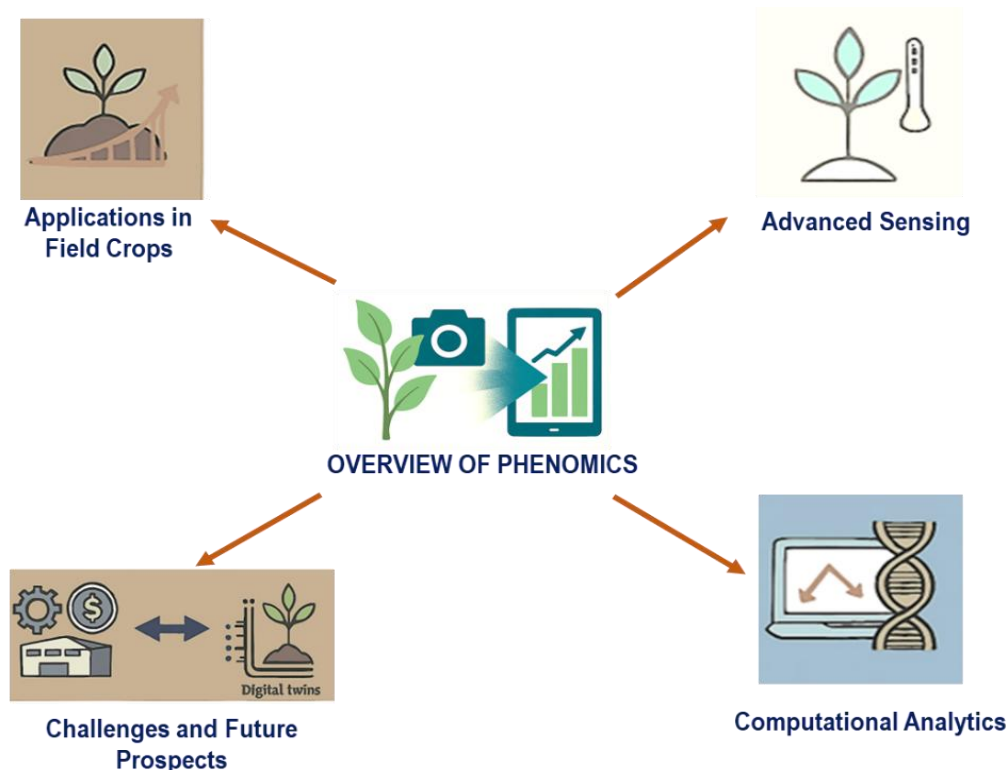 Applications in
Field Crops
Advanced Sensing
OVERVIEW OF PHENOMICS
$
Digital twins
Challenges and Future
Prospects
Computational Analytics